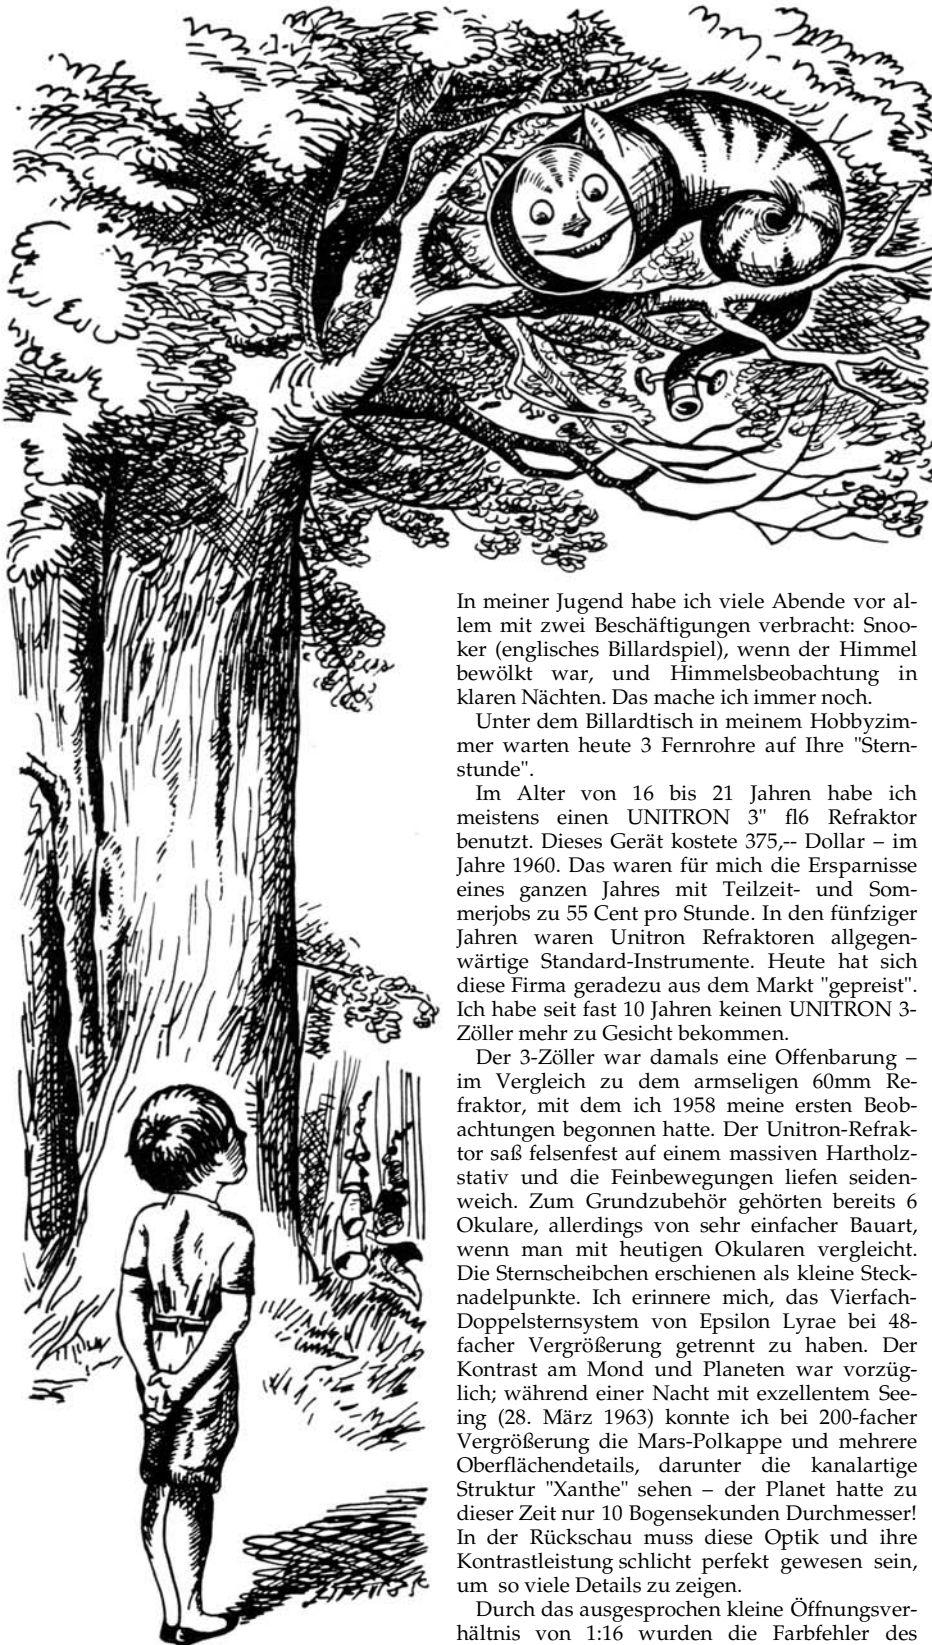 In meiner Jugend habe ich viele Abende vor al-
lem mit zwei Beschäftigungen verbracht: Snoo-
ker (englisches Billardspiel), wenn der Himmel
bewölkt war, und Himmelsbeobachtung in
klaren Nächten. Das mache ich immer noch.
Unter dem Billardtisch in meinem Hobbyzim-
mer warten heute 3 Fernrohre auf Ihre "Stern-
stunde".
Im Alter von 16 bis 21 Jahren habe ich
meistens einen UNITRON 3" fl6 Refraktor
benutzt. Dieses Gerät kostete 375,-- Dollar – im
Jahre 1960. Das waren für mich die Ersparnisse
eines ganzen Jahres mit Teilzeit- und Som-
merjobs zu 55 Cent pro Stunde. In den fünfziger
Jahren waren Unitron Refraktoren allgegen-
wärtige Standard-Instrumente. Heute hat sich
diese Firma geradezu aus dem Markt "gepreist".
Ich habe seit fast 10 Jahren keinen UNITRON 3-
Zöller mehr zu Gesicht bekommen.
Der 3-Zöller war damals eine Offenbarung –
im Vergleich zu dem armseligen 60mm Re-
fraktor, mit dem ich 1958 meine ersten Beob-
achtungen begonnen hatte. Der Unitron-Refrak-
tor saß felsenfest auf einem massiven Hartholz-
stativ und die Feinbewegungen liefen seiden-
weich. Zum Grundzubehör gehörten bereits 6
Okulare, allerdings von sehr einfacher Bauart,
wenn man mit heutigen Okularen vergleicht.
Die Sternscheibchen erschienen als kleine Steck-
nadelpunkte. Ich erinnere mich, das Vierfach-
Doppelsternsystem von Epsilon Lyrae bei 48-
facher Vergrößerung getrennt zu haben. Der
Kontrast am Mond und Planeten war vorzüg-
lich; während einer Nacht mit exzellentem See-
ing (28. März 1963) konnte ich bei 200-facher
Vergrößerung die Mars-Polkappe und mehrere
Oberflächendetails, darunter die kanalartige
Struktur "Xanthe" sehen – der Planet hatte zu
dieser Zeit nur 10 Bogensekunden Durchmesser!
In der Rückschau muss diese Optik und ihre
Kontrastleistung schlicht perfekt gewesen sein,
um so viele Details zu zeigen.
Durch das ausgesprochen kleine Öffnungsver-
hältnis von 1:16 wurden die Farbfehler des